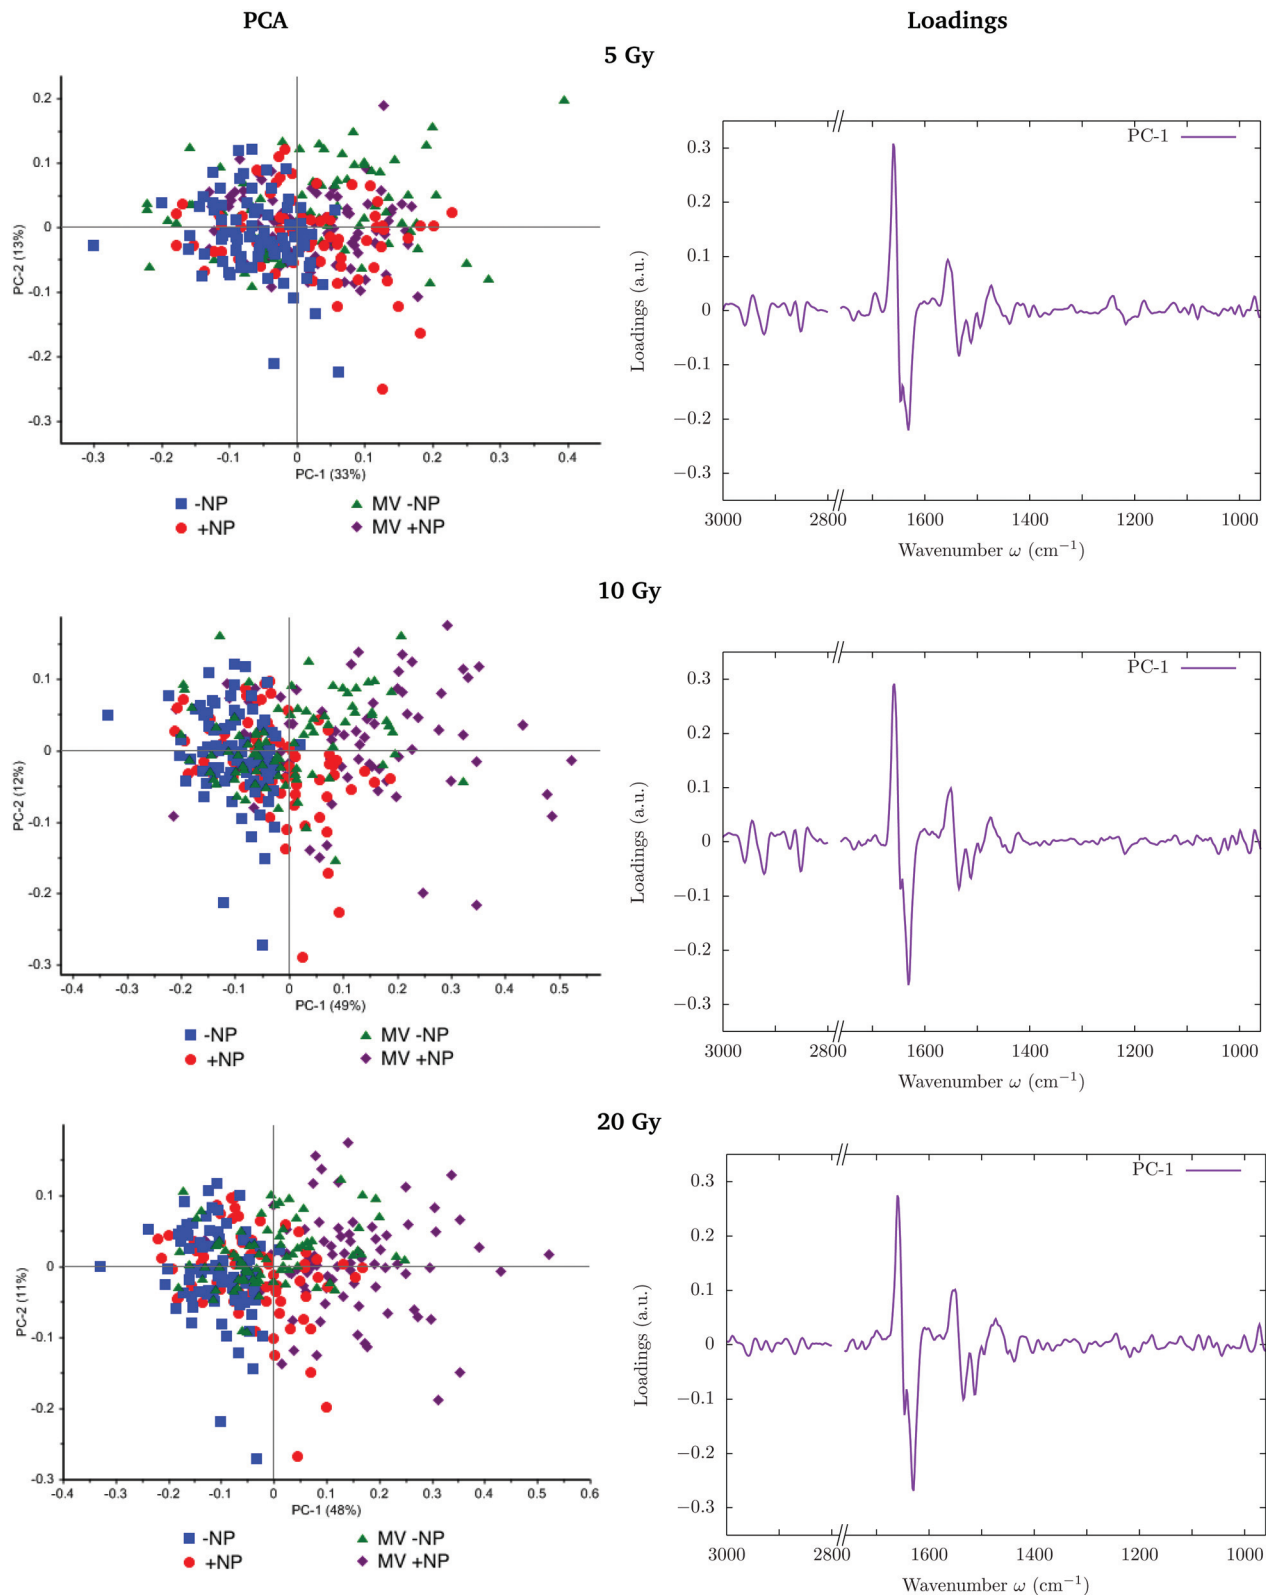 PCA
Loadings
5 Gy
0.2
0.1
0
-0.1
-0.2
-0.3
PC-2 (13%)
-0.3
-0.2
-0.1
0
0.1
0.2
0.3
0.4
PC-1 (33%)
-NP
MV -NP
+NP
MV +NP
PC-1
0.3
0.2
0.1
0
−0.1
−0.2
−0.3
Loadings (a.u.)
3000
2800
1600
1400
1200
1000
Wavenumber ω (cm⁻¹)
10 Gy
0.1
0
-0.1
-0.2
-0.3
PC-2 (12%)
-0.4
-0.3
-0.2
-0.1
0
0.1
0.2
0.3
0.4
0.5
PC-1 (49%)
-NP
MV -NP
+NP
MV +NP
PC-1
0.3
0.2
0.1
0
−0.1
−0.2
−0.3
Loadings (a.u.)
3000
2800
1600
1400
1200
1000
Wavenumber ω (cm⁻¹)
20 Gy
0.1
0
-0.1
-0.2
-0.3
PC-2 (11%)
-0.4
-0.3
-0.2
-0.1
0
0.1
0.2
0.3
0.4
0.5
0.6
PC-1 (48%)
-NP
MV -NP
+NP
MV +NP
PC-1
0.3
0.2
0.1
0
−0.1
−0.2
−0.3
Loadings (a.u.)
3000
2800
1600
1400
1200
1000
Wavenumber ω (cm⁻¹)